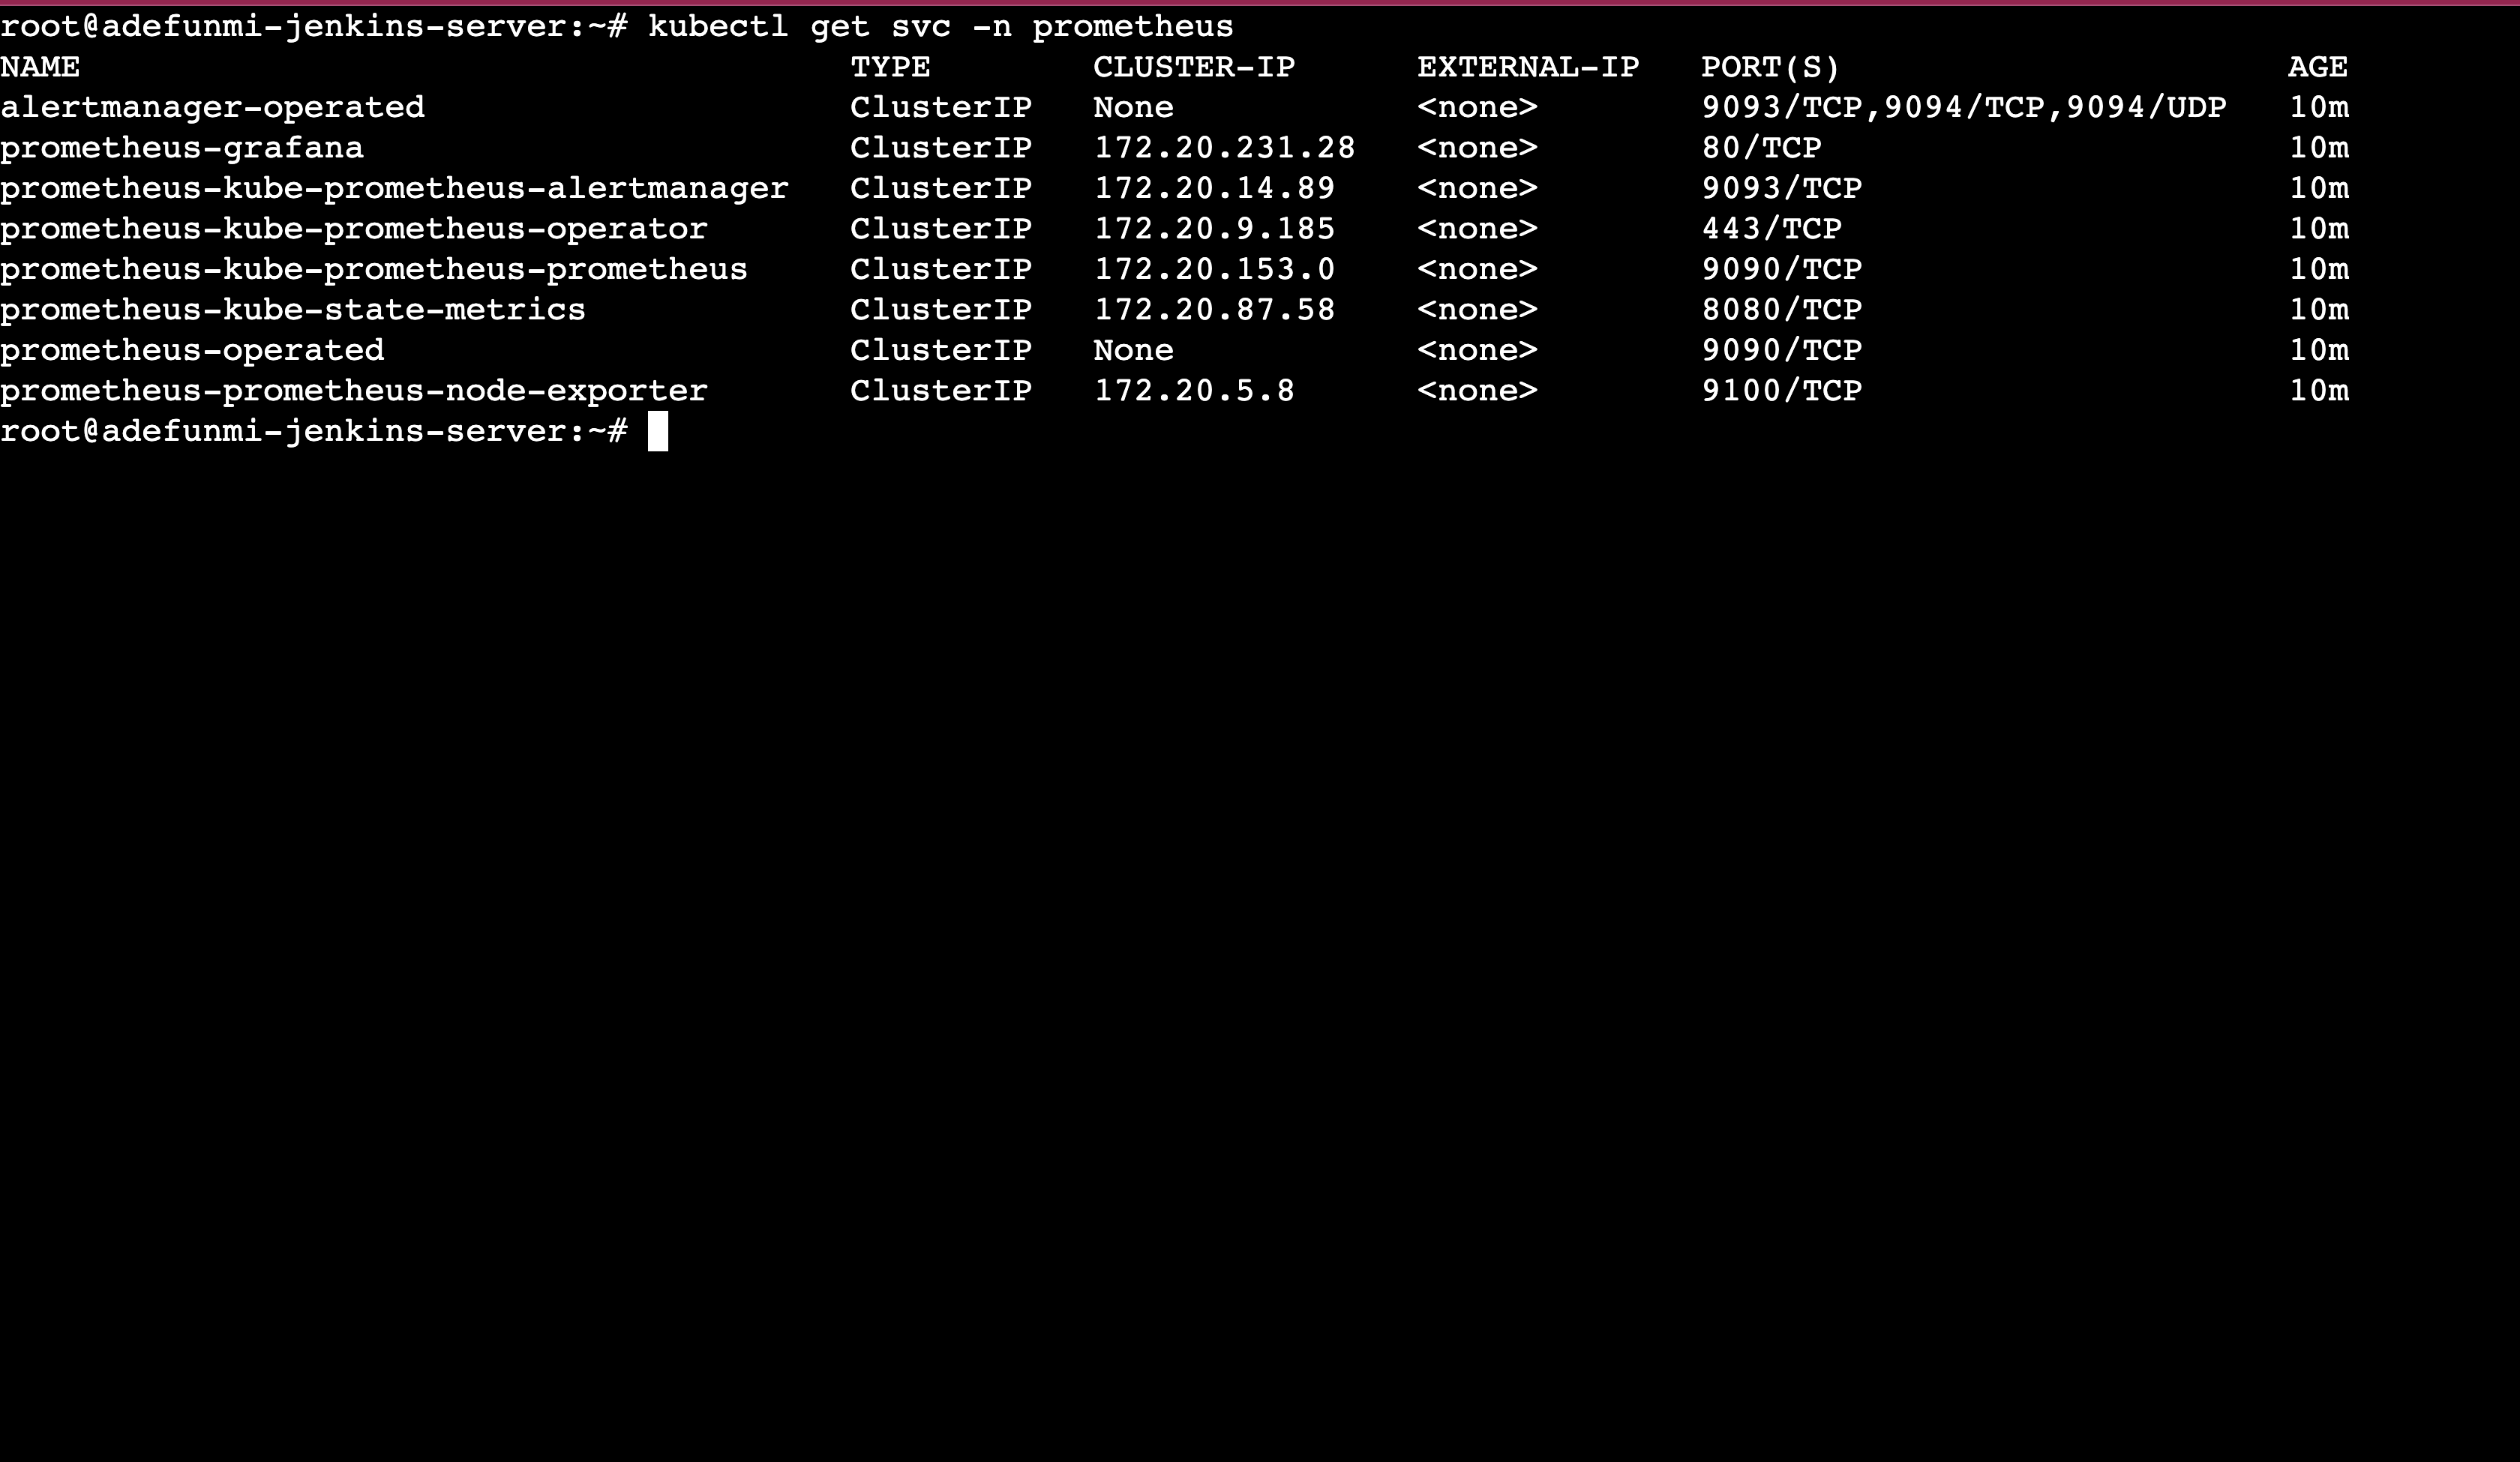 root@adefunmi-jenkins-server:~# kubectl get svc -n prometheus
NAME TYPE CLUSTER-IP EXTERNAL-IP PORT(S) AGE
alertmanager-operated ClusterIP None <none> 9093/TCP,9094/TCP,9094/UDP 10m
prometheus-grafana ClusterIP 172.20.231.28 <none> 80/TCP 10m
prometheus-kube-prometheus-alertmanager ClusterIP 172.20.14.89 <none> 9093/TCP 10m
prometheus-kube-prometheus-operator ClusterIP 172.20.9.185 <none> 443/TCP 10m
prometheus-kube-prometheus-prometheus ClusterIP 172.20.153.0 <none> 9090/TCP 10m
prometheus-kube-state-metrics ClusterIP 172.20.87.58 <none> 8080/TCP 10m
prometheus-operated ClusterIP None <none> 9090/TCP 10m
prometheus-prometheus-node-exporter ClusterIP 172.20.5.8 <none> 9100/TCP 10m
root@adefunmi-jenkins-server:~#